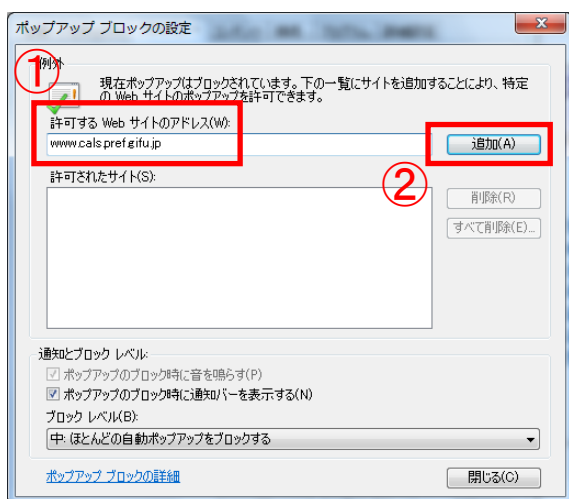 ポップアップ ブロックの設定
①
例外
現在ポップアップはブロックされています。下の一覧にサイトを追加することにより、特定
の Web サイトのポップアップを許可できます。
許可する Web サイトのアドレス(W):
www.cals.pref.gifu.jp
追加(A)
②
許可されたサイト(S):
削除(R)
すべて削除(E)...
通知とブロック レベル:
ポップアップのブロック時に音を鳴らす(P)
ポップアップのブロック時に通知バーを表示する(N)
ブロック レベル(B):
中: ほとんどの自動ポップアップをブロックする
ポップアップ ブロックの詳細
閉じる(C)